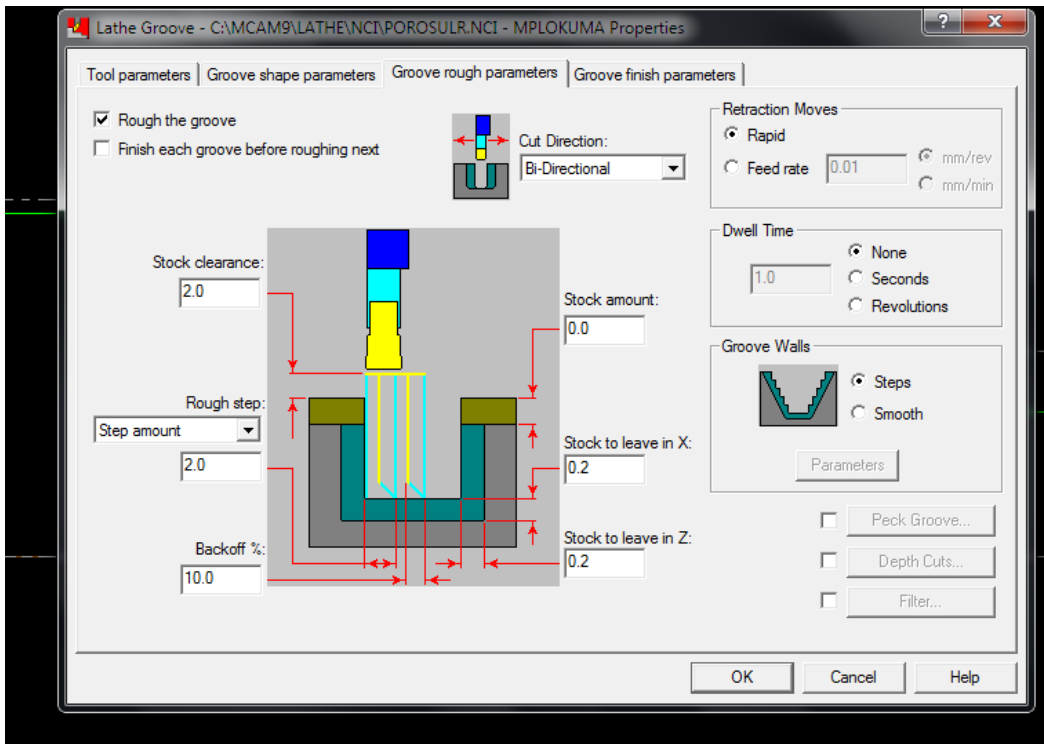 Lathe Groove - C:\MCAM9\LATHE\NCI\POROSULR.NCI - MPLOKUMA Properties
Tool parameters
Groove shape parameters
Groove rough parameters
Groove finish parameters
Rough the groove
Finish each groove before roughing next
Cut Direction:
Bi-Directional
Retraction Moves
Rapid
Feed rate
0.01
mm/rev
mm/min
Dwell Time
None
1.0
Seconds
Revolutions
Stock clearance:
2.0
Stock amount:
0.0
Groove Walls
Steps
Smooth
Parameters
Rough step:
Step amount
2.0
Stock to leave in X:
0.2
Backoff %:
10.0
Stock to leave in Z:
0.2
Peck Groove...
Depth Cuts...
Filter...
OK
Cancel
Help